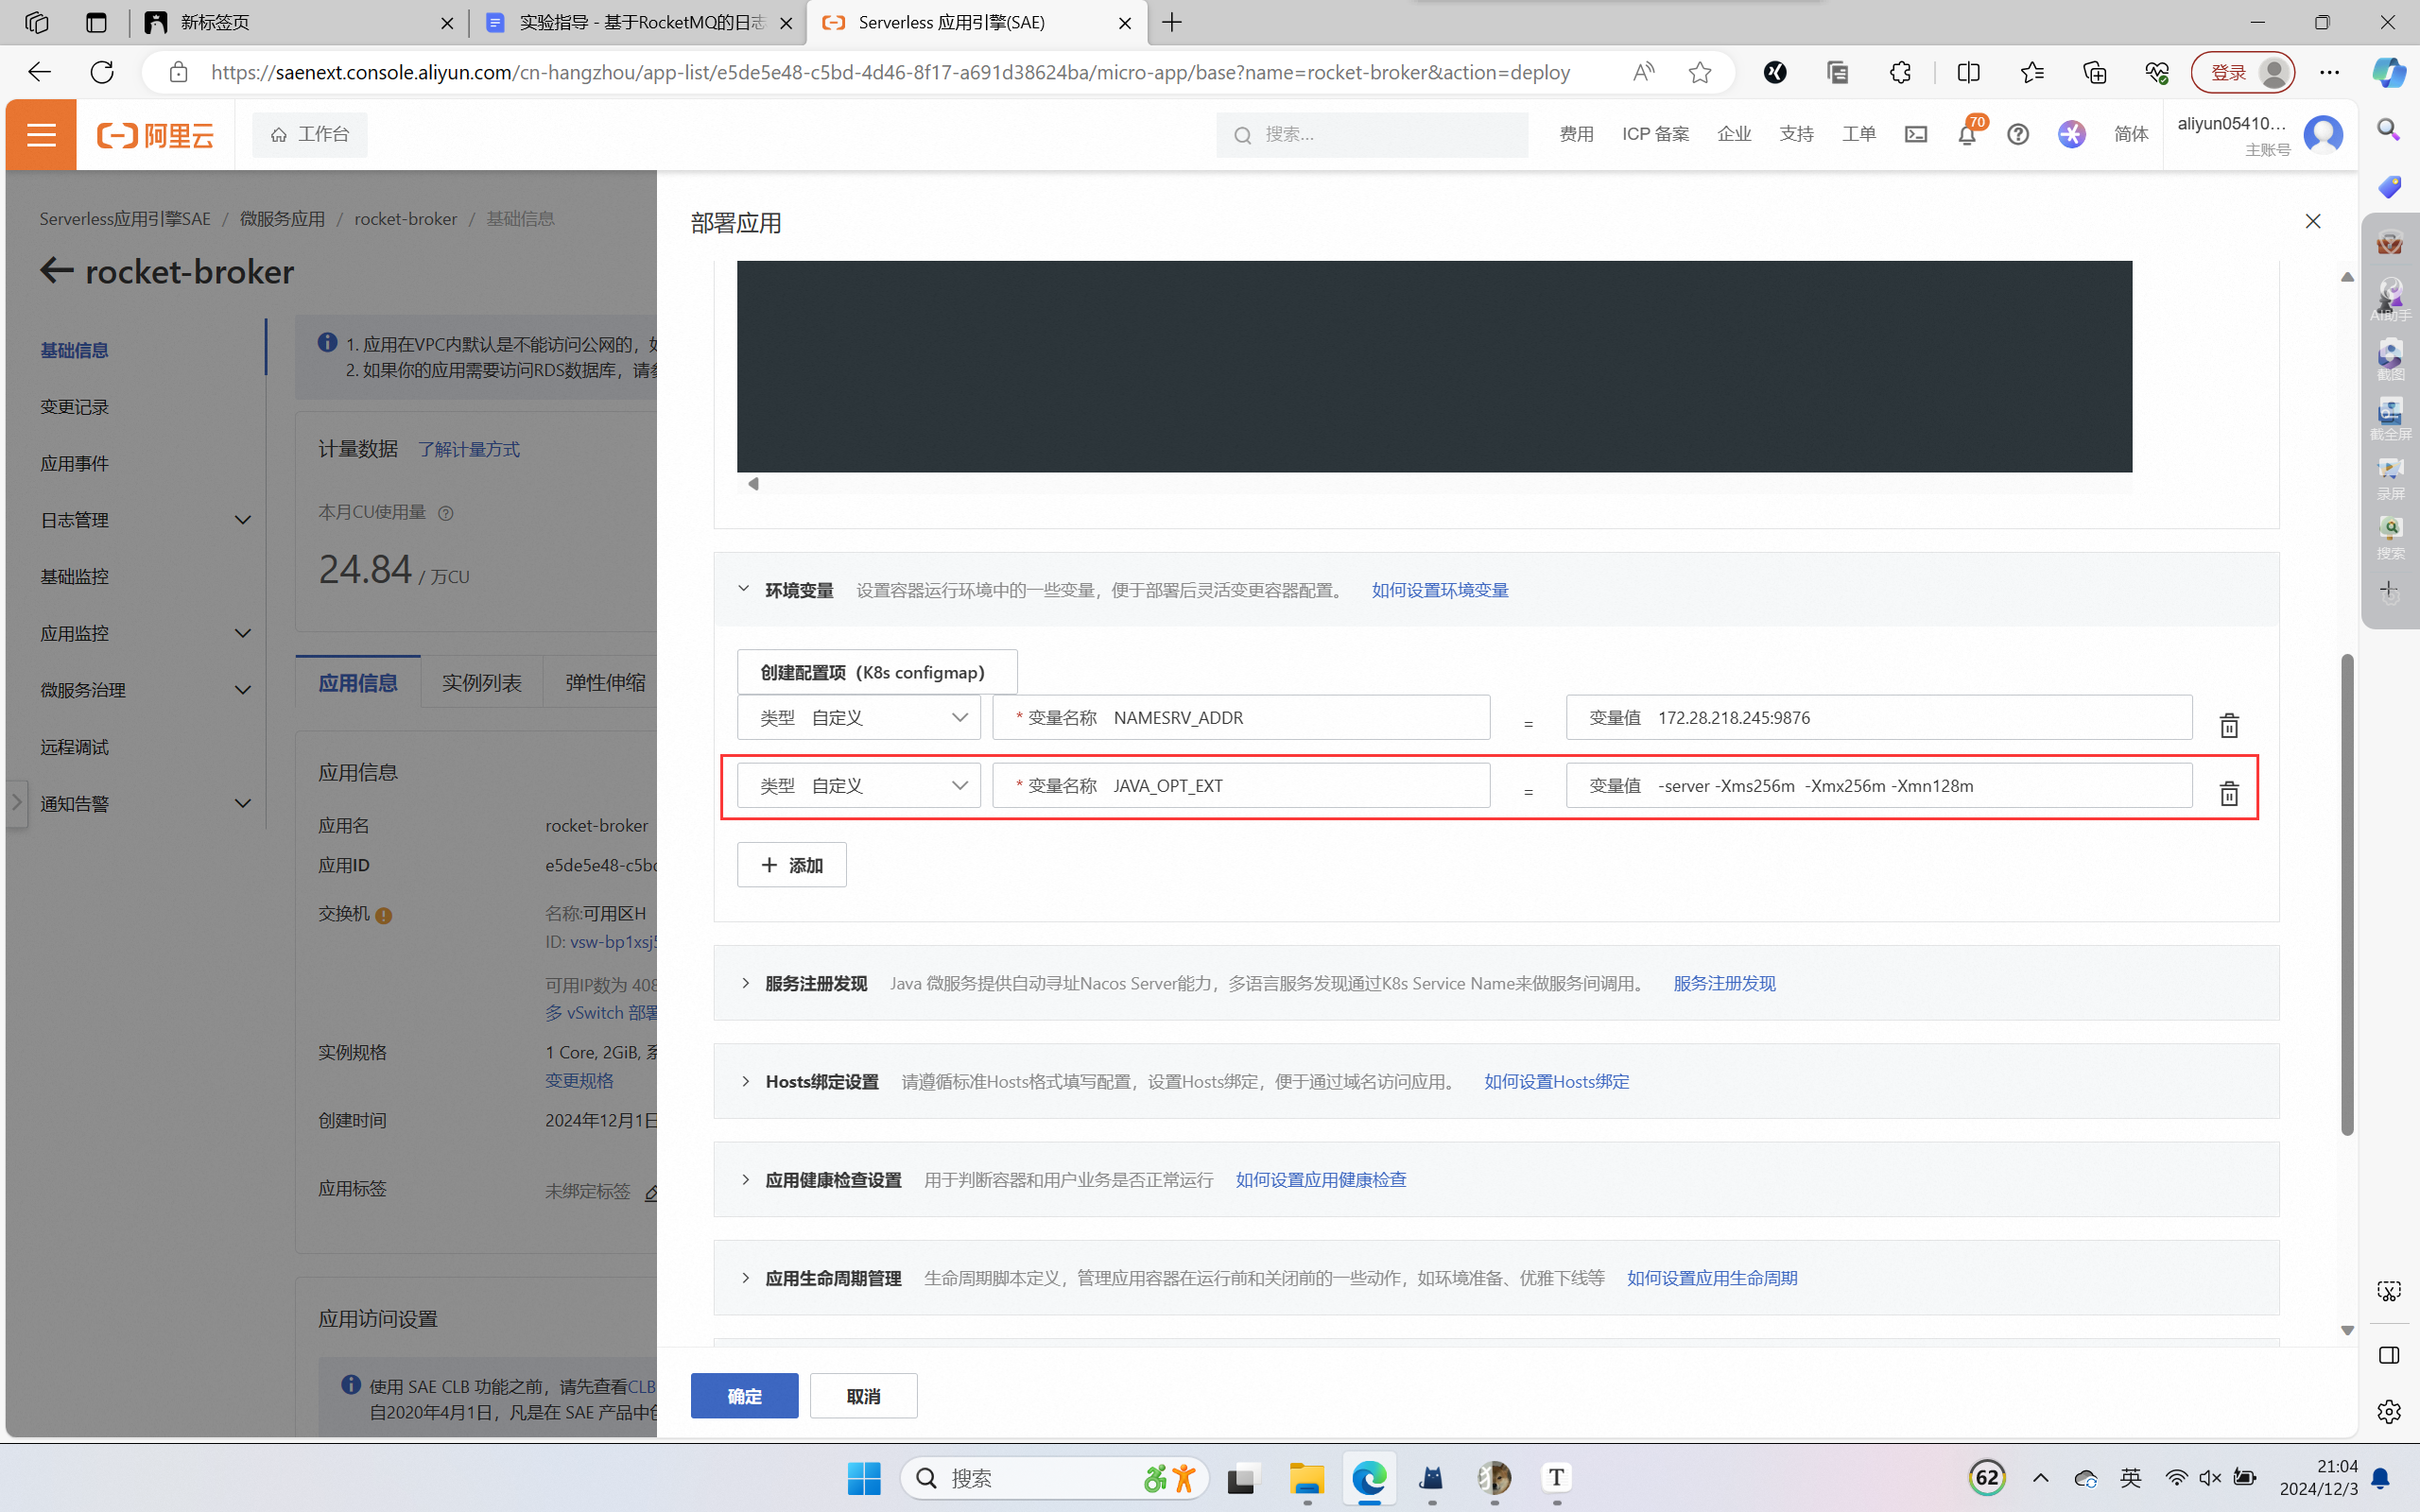 新标签页
实验指导 - 基于RocketMQ的日志
Serverless 应用引擎(SAE)
https://saenext.console.aliyun.com/cn-hangzhou/app-list/e5de5e48-c5bd-4d46-8f17-a691d38624ba/micro-app/base?name=rocket-broker&action=deploy
登录
阿里云
工作台
搜索...
费用
ICP 备案
企业
支持
工单
70
简体
aliyun05410...
主账号
Serverless应用引擎SAE / 微服务应用 / rocket-broker / 基础信息
rocket-broker
基础信息
变更记录
应用事件
日志管理
基础监控
应用监控
微服务治理
远程调试
通知告警
1. 应用在VPC内默认是不能访问公网的，如
2. 如果你的应用需要访问RDS数据库，请参
计量数据 了解计量方式
本月CU使用量
24.84 / 万CU
应用信息
实例列表
弹性伸缩
应用信息
应用名 rocket-broker
应用ID e5de5e48-c5bd
交换机 名称:可用区H
ID: vsw-bp1xsj5
可用IP数为 408
多 vSwitch 部署
实例规格 1 Core, 2GiB, 系
变更规格
创建时间 2024年12月1日
应用标签 未绑定标签
应用访问设置
使用 SAE CLB 功能之前，请先查看CLB
自2020年4月1日，凡是在 SAE 产品中创
部署应用
环境变量 设置容器运行环境中的一些变量，便于部署后灵活变更容器配置。 如何设置环境变量
创建配置项（K8s configmap）
类型 自定义 * 变量名称 NAMESRV_ADDR = 变量值 172.28.218.245:9876
类型 自定义 * 变量名称 JAVA_OPT_EXT = 变量值 -server -Xms256m -Xmx256m -Xmn128m
添加
服务注册发现 Java 微服务提供自动寻址Nacos Server能力，多语言服务发现通过K8s Service Name来做服务间调用。 服务注册发现
Hosts绑定设置 请遵循标准Hosts格式填写配置，设置Hosts绑定，便于通过域名访问应用。 如何设置Hosts绑定
应用健康检查设置 用于判断容器和用户业务是否正常运行 如何设置应用健康检查
应用生命周期管理 生命周期脚本定义，管理应用容器在运行前和关闭前的一些动作，如环境准备、优雅下线等 如何设置应用生命周期
确定
取消
AI助手
截图
截全屏
录屏
搜索
搜索
T
62
英
21:04
2024/12/3